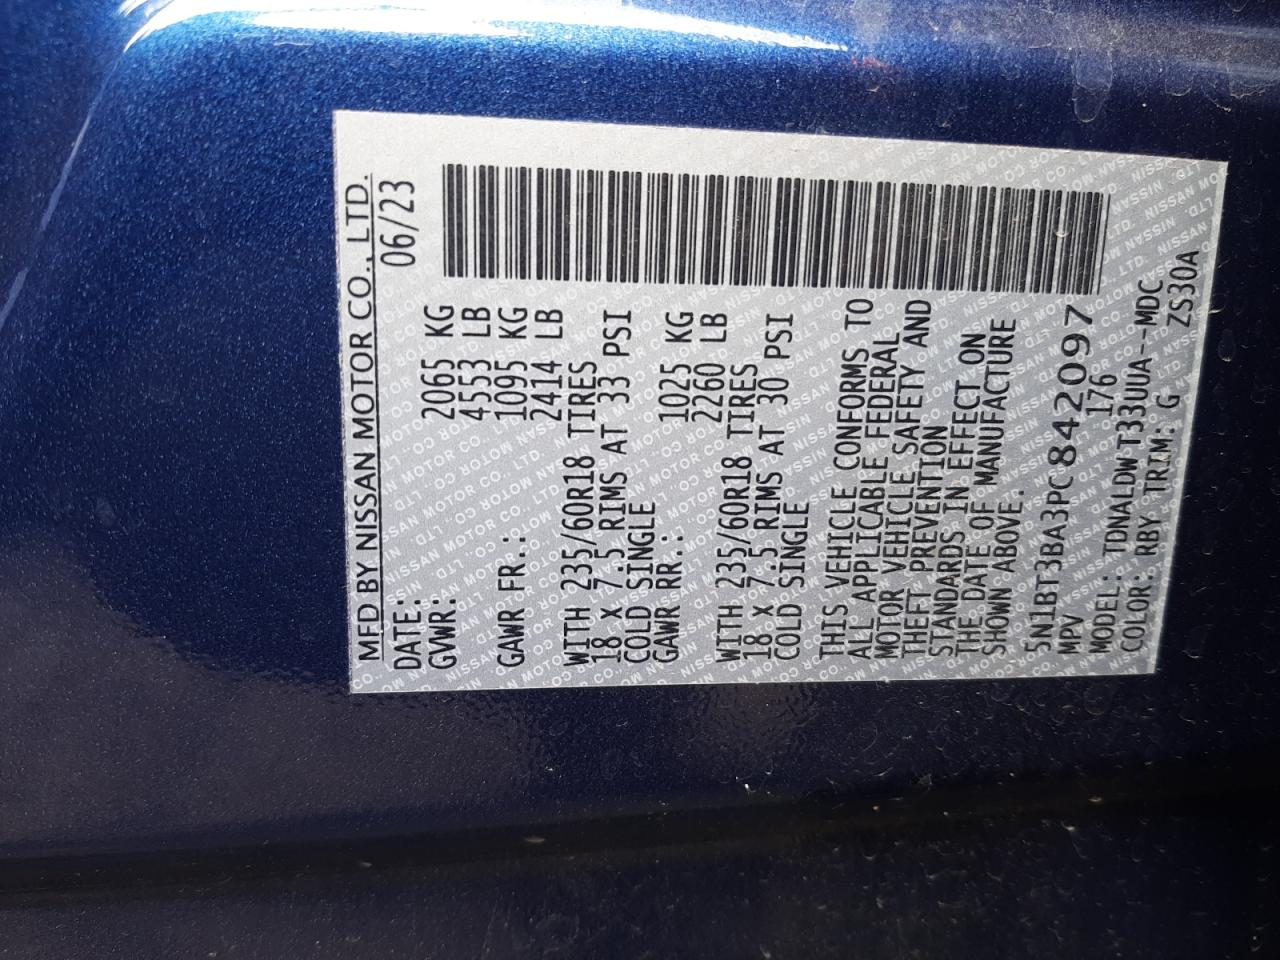 MFD BY NISSAN MOTOR CO., LTD.
DATE: 06/23
GVWR: 2065 KG
4553 LB
GAWR FR.: 1095 KG
2414 LB
WITH 235/60R18 TIRES
18 X 7.5 RIMS AT 33 PSI
COLD SINGLE
GAWR RR.: 1025 KG
2260 LB
WITH 235/60R18 TIRES
18 X 7.5 RIMS AT 30 PSI
COLD SINGLE
THIS VEHICLE CONFORMS TO
ALL APPLICABLE FEDERAL
MOTOR VEHICLE SAFETY AND
THEFT PREVENTION
STANDARDS IN EFFECT ON
THE DATE OF MANUFACTURE
SHOWN ABOVE.
5N1BT3BA3PC842097
MPV 176
MODEL: TDNALDW T33UUA--MDC
COLOR: RBY TRIM: G ZS30A